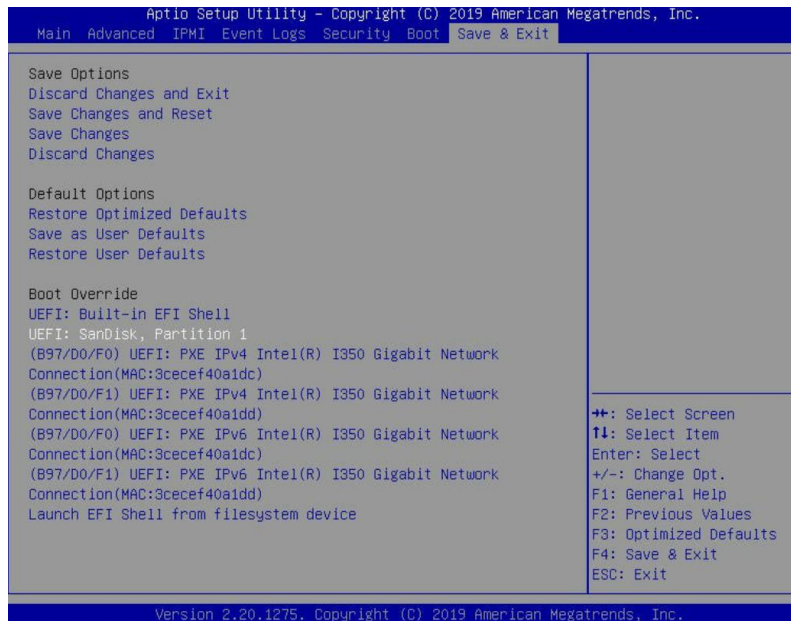 Aptio Setup Utility – Copyright (C) 2019 American Megatrends, Inc.
Main Advanced IPMI Event Logs Security Boot Save & Exit
Save Options
Discard Changes and Exit
Save Changes and Reset
Save Changes
Discard Changes
Default Options
Restore Optimized Defaults
Save as User Defaults
Restore User Defaults
Boot Override
UEFI: Built-in EFI Shell
UEFI: SanDisk, Partition 1
(B97/D0/F0) UEFI: PXE IPv4 Intel(R) I350 Gigabit Network
Connection(MAC:3cecef40a1dc)
(B97/D0/F1) UEFI: PXE IPv4 Intel(R) I350 Gigabit Network
Connection(MAC:3cecef40a1dd)
(B97/D0/F0) UEFI: PXE IPv6 Intel(R) I350 Gigabit Network
Connection(MAC:3cecef40a1dc)
(B97/D0/F1) UEFI: PXE IPv6 Intel(R) I350 Gigabit Network
Connection(MAC:3cecef40a1dd)
Launch EFI Shell from filesystem device
→←: Select Screen
↑↓: Select Item
Enter: Select
+/-: Change Opt.
F1: General Help
F2: Previous Values
F3: Optimized Defaults
F4: Save & Exit
ESC: Exit
Version 2.20.1275. Copyright (C) 2019 American Megatrends, Inc.